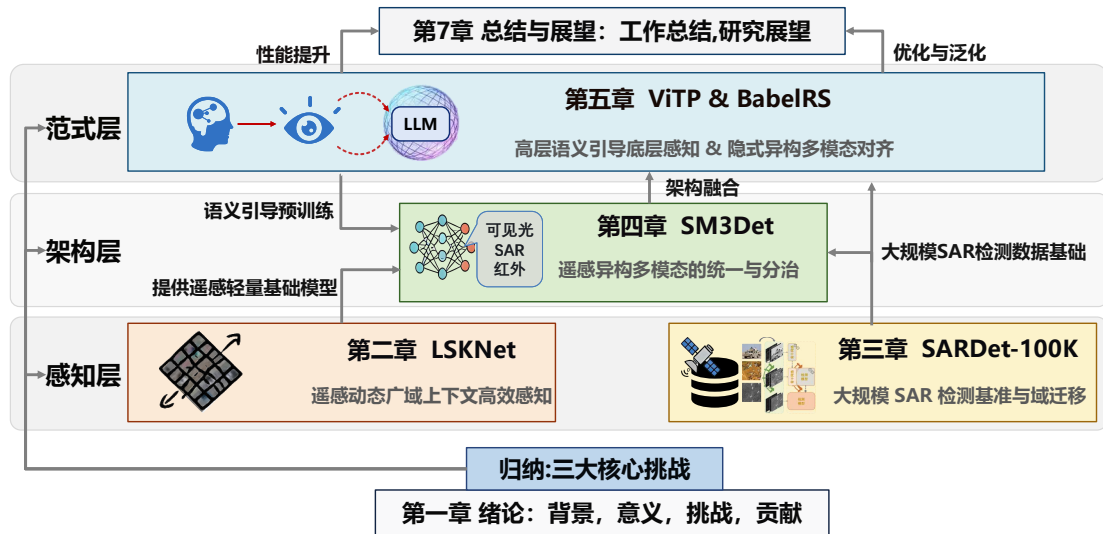 第7章 总结与展望：工作总结,研究展望
性能提升
优化与泛化
范式层
第五章 ViTP & BabelRS
LLM
高层语义引导底层感知 & 隐式异构多模态对齐
语义引导预训练
架构融合
架构层
可见光
SAR
红外
第四章 SM3Det
遥感异构多模态的统一与分治
大规模SAR检测数据基础
提供遥感轻量基础模型
感知层
第二章 LSKNet
遥感动态广域上下文高效感知
第三章 SARDet-100K
大规模 SAR 检测基准与域迁移
归纳:三大核心挑战
第一章 绪论：背景，意义，挑战，贡献